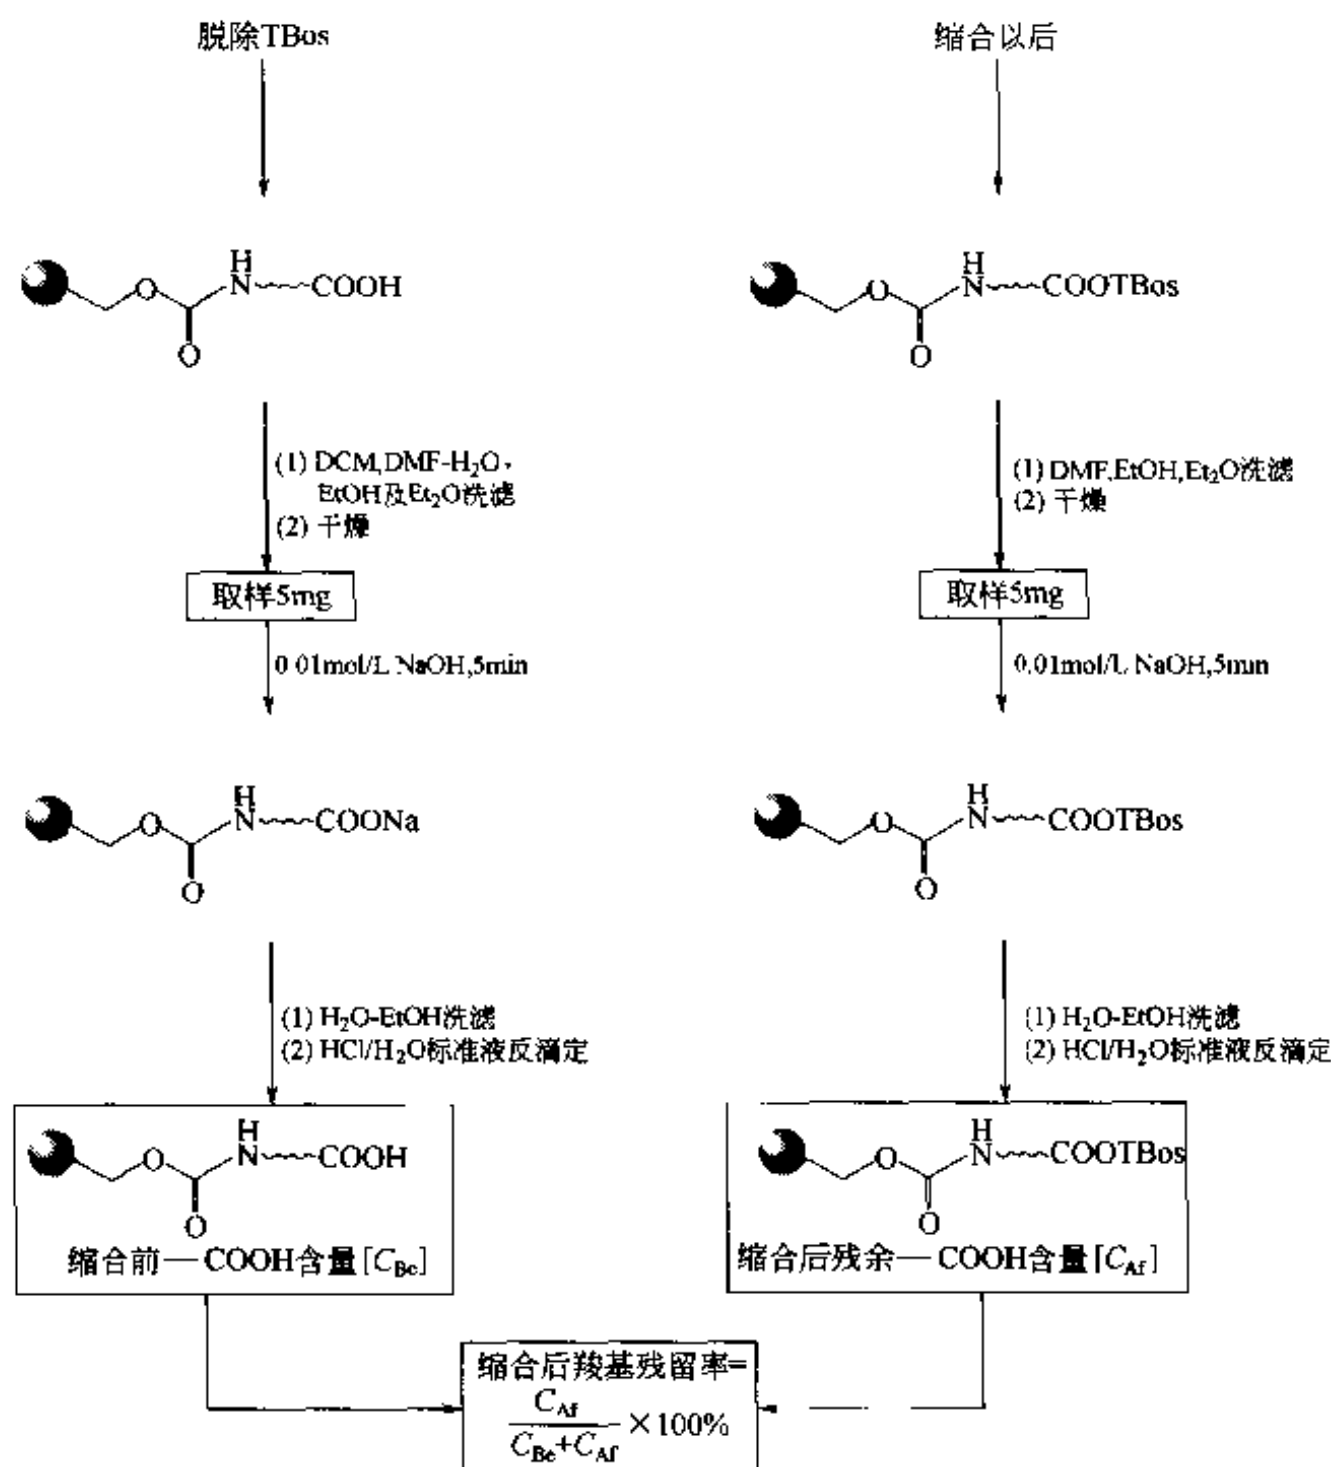 脱除TBos
缩合以后
H
N
O
COOH
O
H
N
O
COOTBos
O
(1) DCM,DMF-H₂O,
EtOH及Et₂O洗滤
(2) 干燥
(1) DMF,EtOH,Et₂O洗滤
(2) 干燥
取样5mg
取样5mg
0.01mol/L NaOH,5min
0.01mol/L NaOH,5min
H
N
O
COONa
O
H
N
O
COOTBos
O
(1) H₂O-EtOH洗滤
(2) HCl/H₂O标准液反滴定
(1) H₂O-EtOH洗滤
(2) HCl/H₂O标准液反滴定
H
N
O
COOH
O
缩合前—COOH含量[C_Be]
H
N
O
COOTBos
O
缩合后残余—COOH含量[C_Af]
缩合后羧基残留率=
C_Af
C_Be+C_Af
×100%